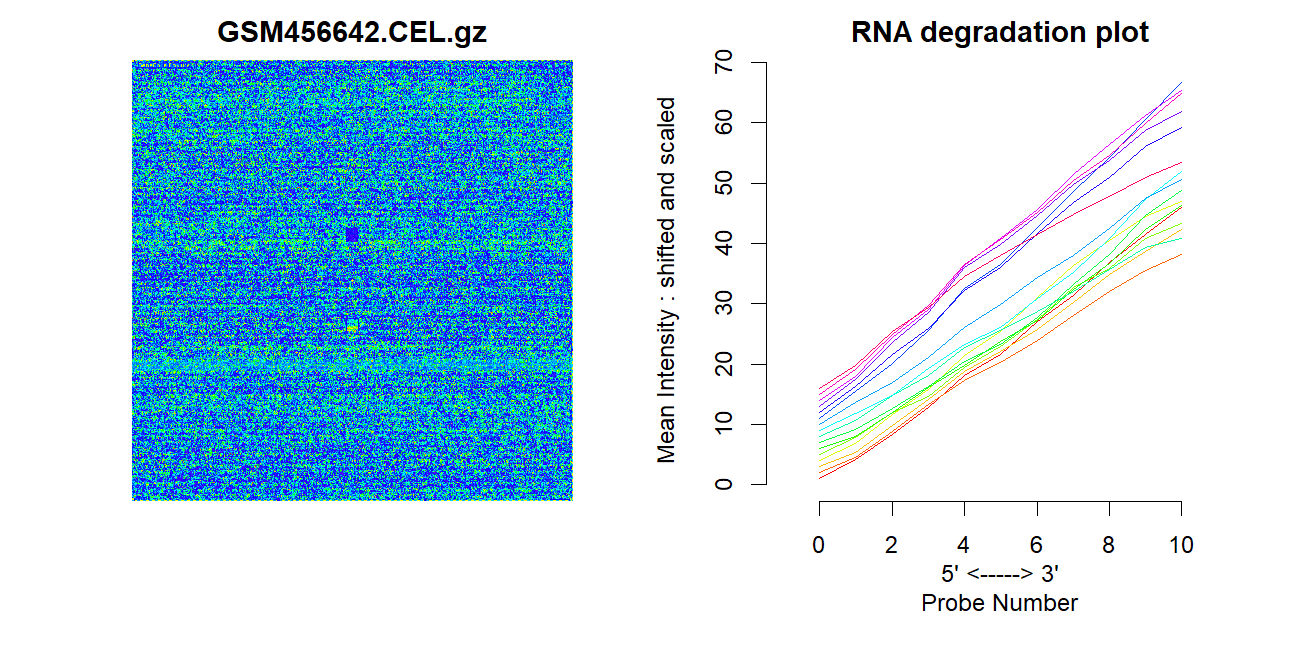 GSM456642.CEL.gz
RNA degradation plot
Mean Intensity : shifted and scaled
70
60
50
40
30
20
10
0
0 2 4 6 8 10
5' <-----> 3'
Probe Number